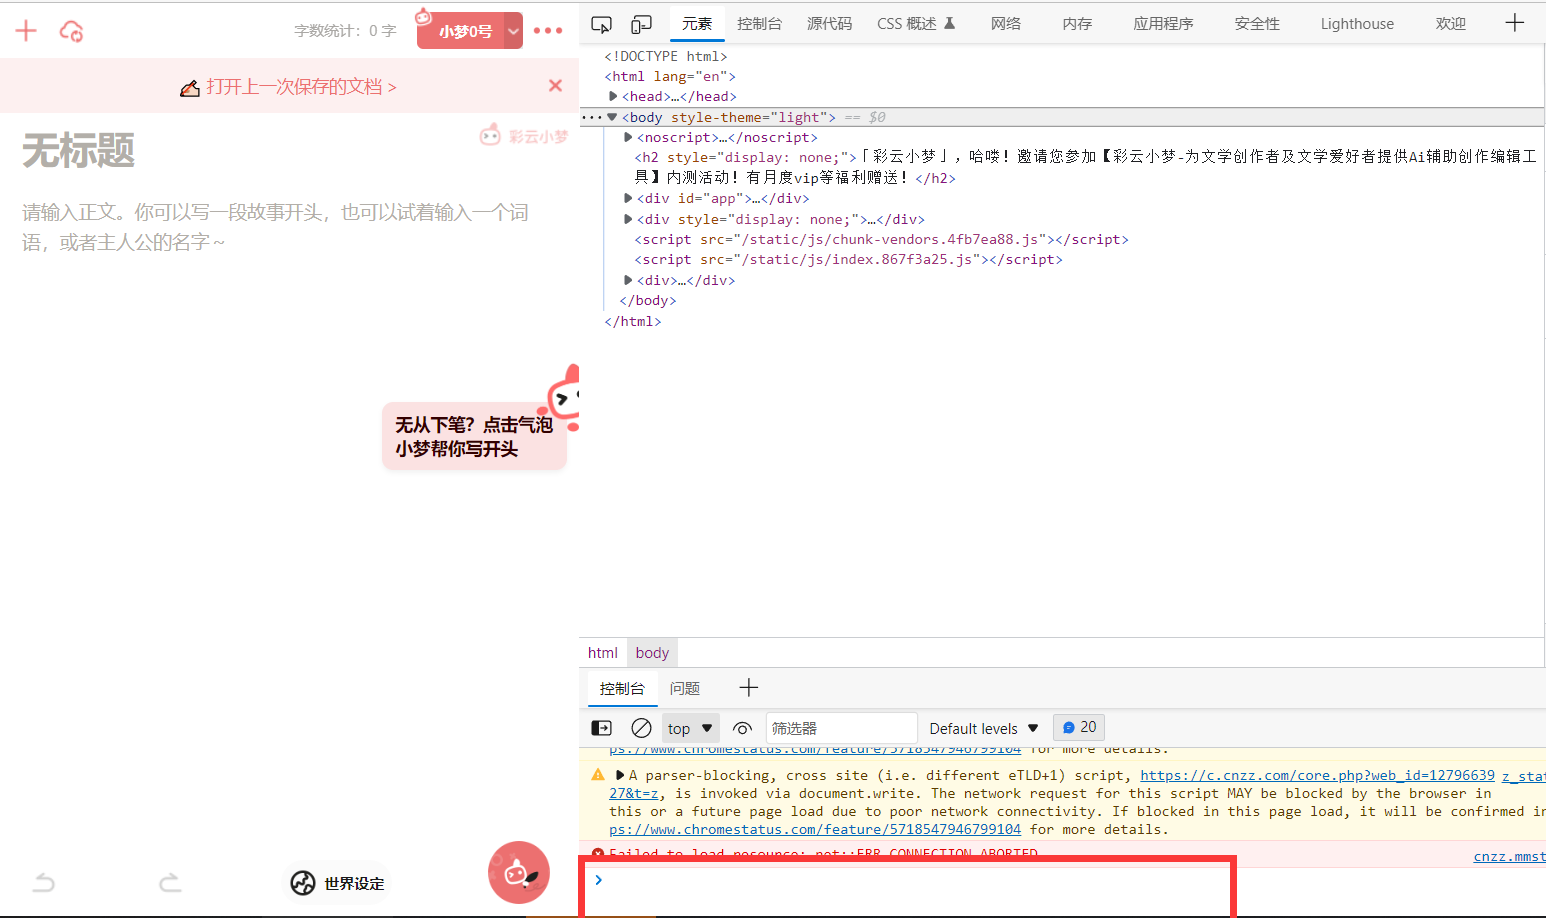 字数统计：0 字
小梦0号
打开上一次保存的文档 >
无标题
彩云小梦
请输入正文。你可以写一段故事开头，也可以试着输入一个词
语，或者主人公的名字～
无从下笔？点击气泡
小梦帮你写开头
世界设定
元素 控制台 源代码 CSS 概述 网络 内存 应用程序 安全性 Lighthouse 欢迎
<!DOCTYPE html>
<html lang="en">
<head>…</head>
<body style-theme="light"> == $0
<noscript>…</noscript>
<h2 style="display: none;">「彩云小梦」，哈喽！邀请您参加【彩云小梦-为文学创作者及文学爱好者提供Ai辅助创作编辑工
具】内测活动！有月度vip等福利赠送！</h2>
<div id="app">…</div>
<div style="display: none;">…</div>
<script src="/static/js/chunk-vendors.4fb7ea88.js"></script>
<script src="/static/js/index.867f3a25.js"></script>
<div>…</div>
</body>
</html>
html body
控制台 问题
top 筛选器 Default levels 20
ps://www.chromestatus.com/feature/5718547946799104 for more details.
A parser-blocking, cross site (i.e. different eTLD+1) script, https://c.cnzz.com/core.php?web_id=12796639 z_stat
27&t=z, is invoked via document.write. The network request for this script MAY be blocked by the browser in
this or a future page load due to poor network connectivity. If blocked in this page load, it will be confirmed in
ps://www.chromestatus.com/feature/5718547946799104 for more details.
Failed to load resource: net::ERR_CONNECTION_ABORTED cnzz.mmst